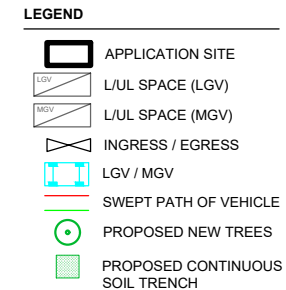 LEGEND
APPLICATION SITE
LGV
L/UL SPACE (LGV)
MGV
L/UL SPACE (MGV)
INGRESS / EGRESS
LGV / MGV
SWEPT PATH OF VEHICLE
PROPOSED NEW TREES
PROPOSED CONTINUOUS
SOIL TRENCH